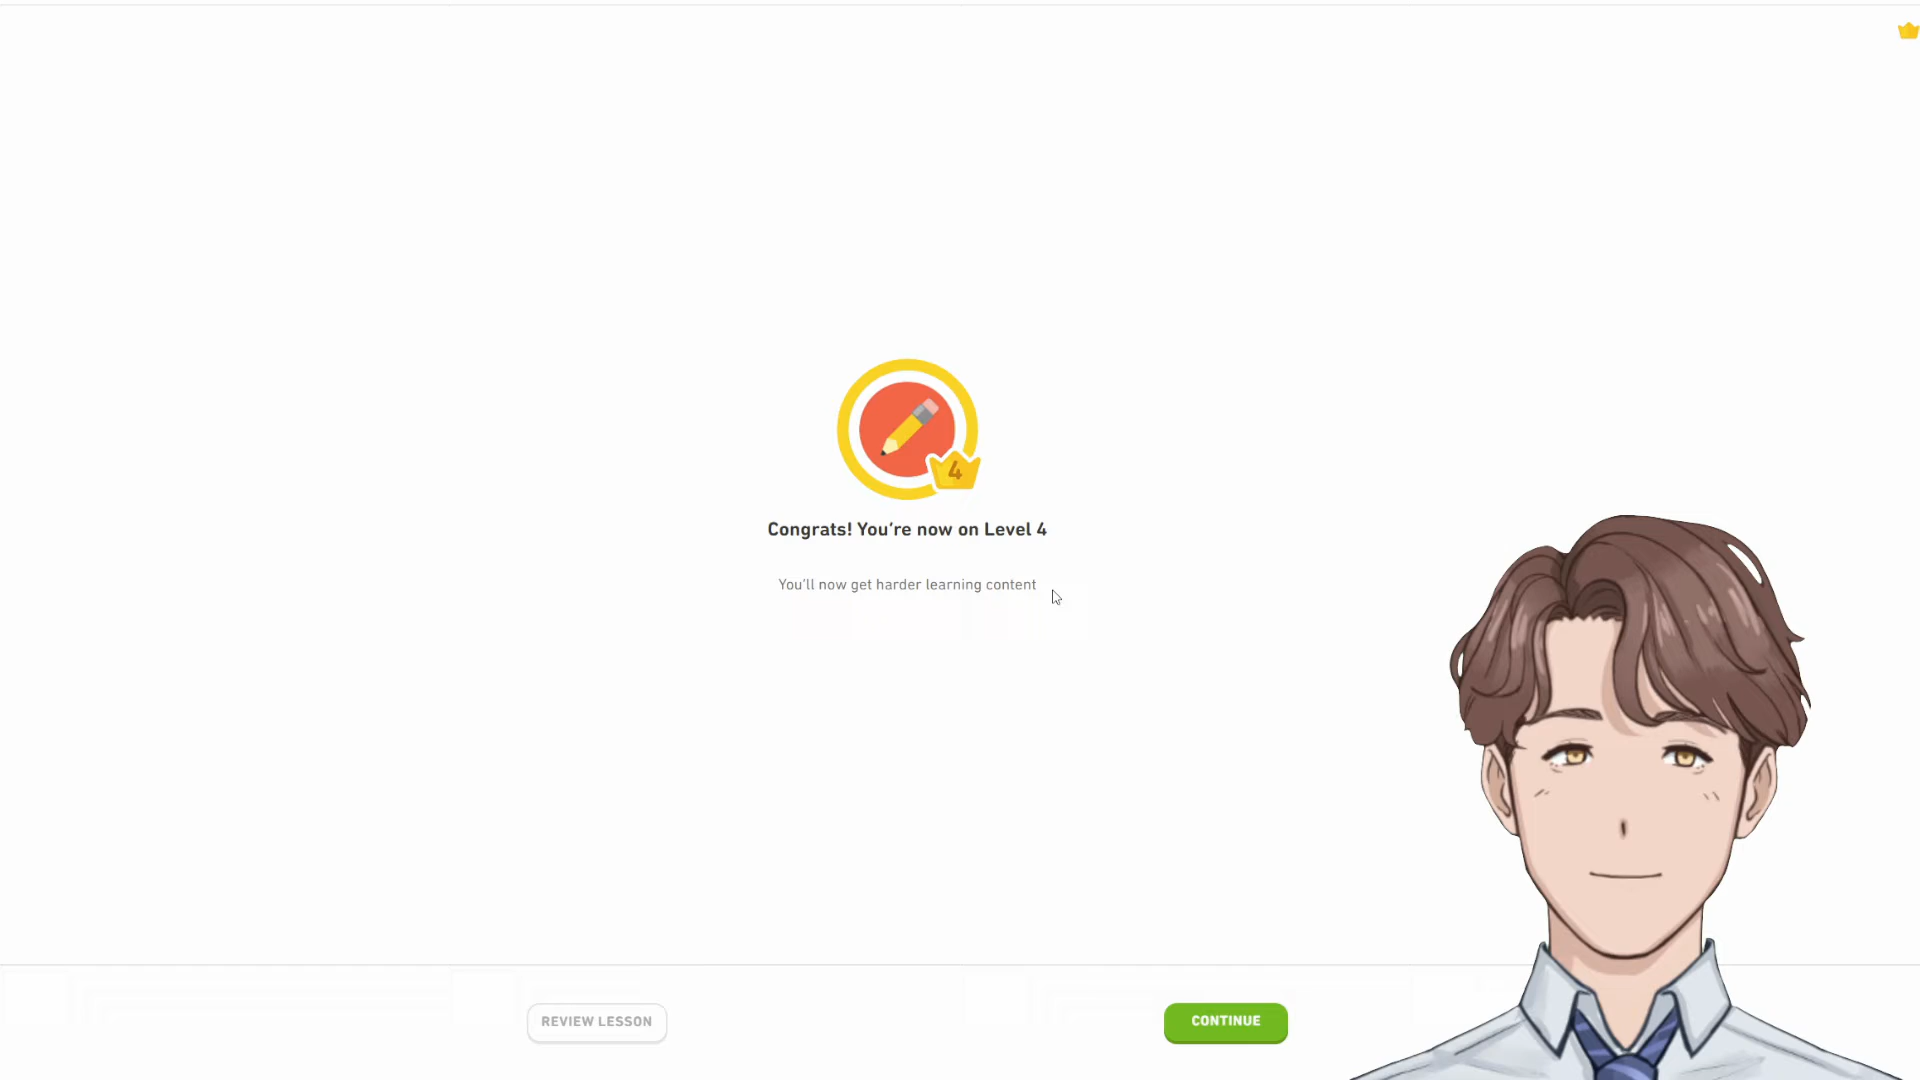 4
Congrats! You're now on Level 4
You'll now get harder learning content
REVIEW LESSON
CONTINUE